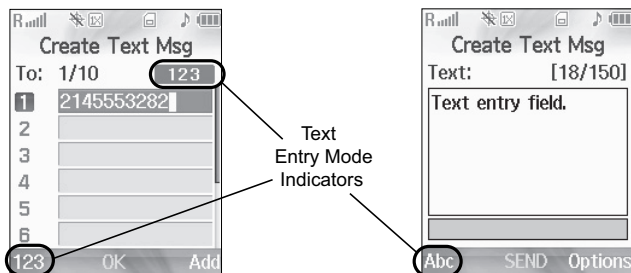 R
Create Text Msg
To: 1/10 123
1 2145553282
2
3
4
5
6
123 OK Add
Text
Entry Mode
Indicators
R
Create Text Msg
Text: [18/150]
Text entry field.
Abc SEND Options